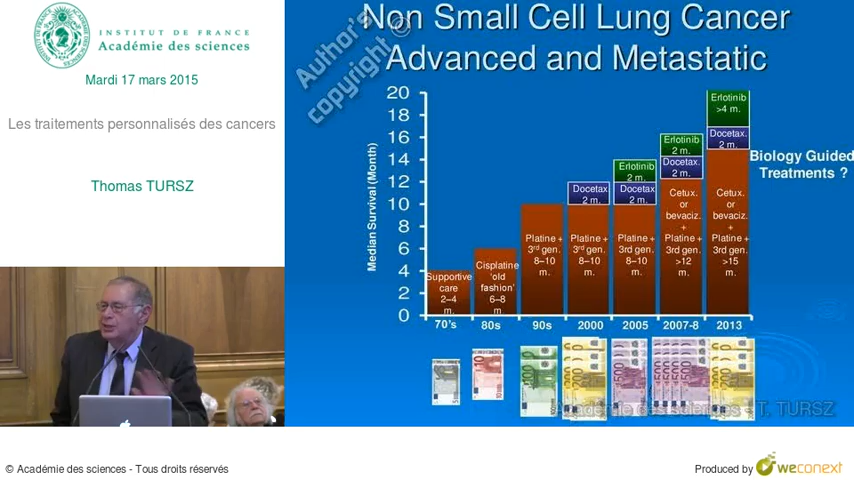 INSTITUT DE FRANCE
Académie des sciences
Mardi 17 mars 2015
Les traitements personnalisés des cancers
Thomas TURSZ
Author's
copyright ©
Non Small Cell Lung Cancer
Advanced and Metastatic
Median Survival (Month)
20
18
16
14
12
10
8
6
4
2
0
Supportive
care
2–4
m.
Cisplatine
'old
fashion'
6–8
m
Platine +
3rd gen.
8–10
m.
Docetax
2 m.
Platine +
3rd gen.
8–10
m.
Erlotinib
2 m.
Docetax
2 m.
Platine +
3rd gen.
8–10
m.
Erlotinib
2 m.
Docetax.
2 m.
Cetux.
or
bevaciz.
+
Platine +
3rd gen.
>12
m.
Erlotinib
>4 m.
Docetax.
2 m.
Cetux.
or
bevaciz.
+
Platine +
3rd gen.
>15
m.
Biology Guided
Treatments ?
70's
80s
90s
2000
2005
2007-8
2013
Académie des sciences - T. TURSZ
© Académie des sciences - Tous droits réservés
Produced by
weconext